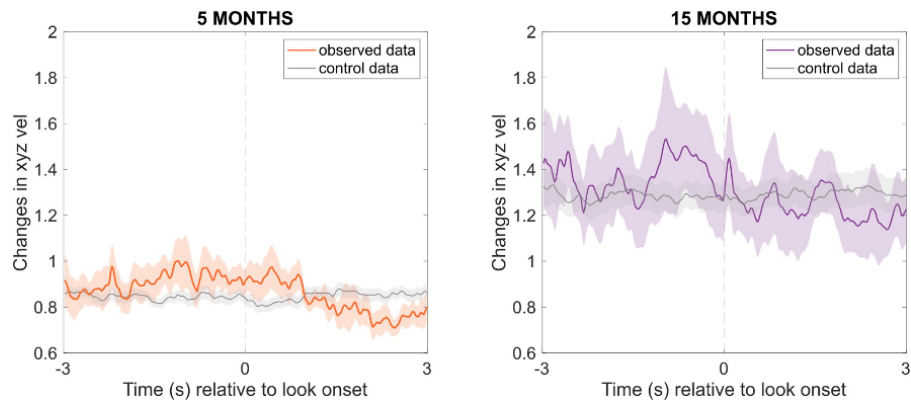 5 MONTHS
2
1.8
1.6
1.4
1.2
1
0.8
0.6
Changes in xyz vel
observed data
control data
-3
0
3
Time (s) relative to look onset
15 MONTHS
2
1.8
1.6
1.4
1.2
1
0.8
0.6
Changes in xyz vel
observed data
control data
-3
0
3
Time (s) relative to look onset